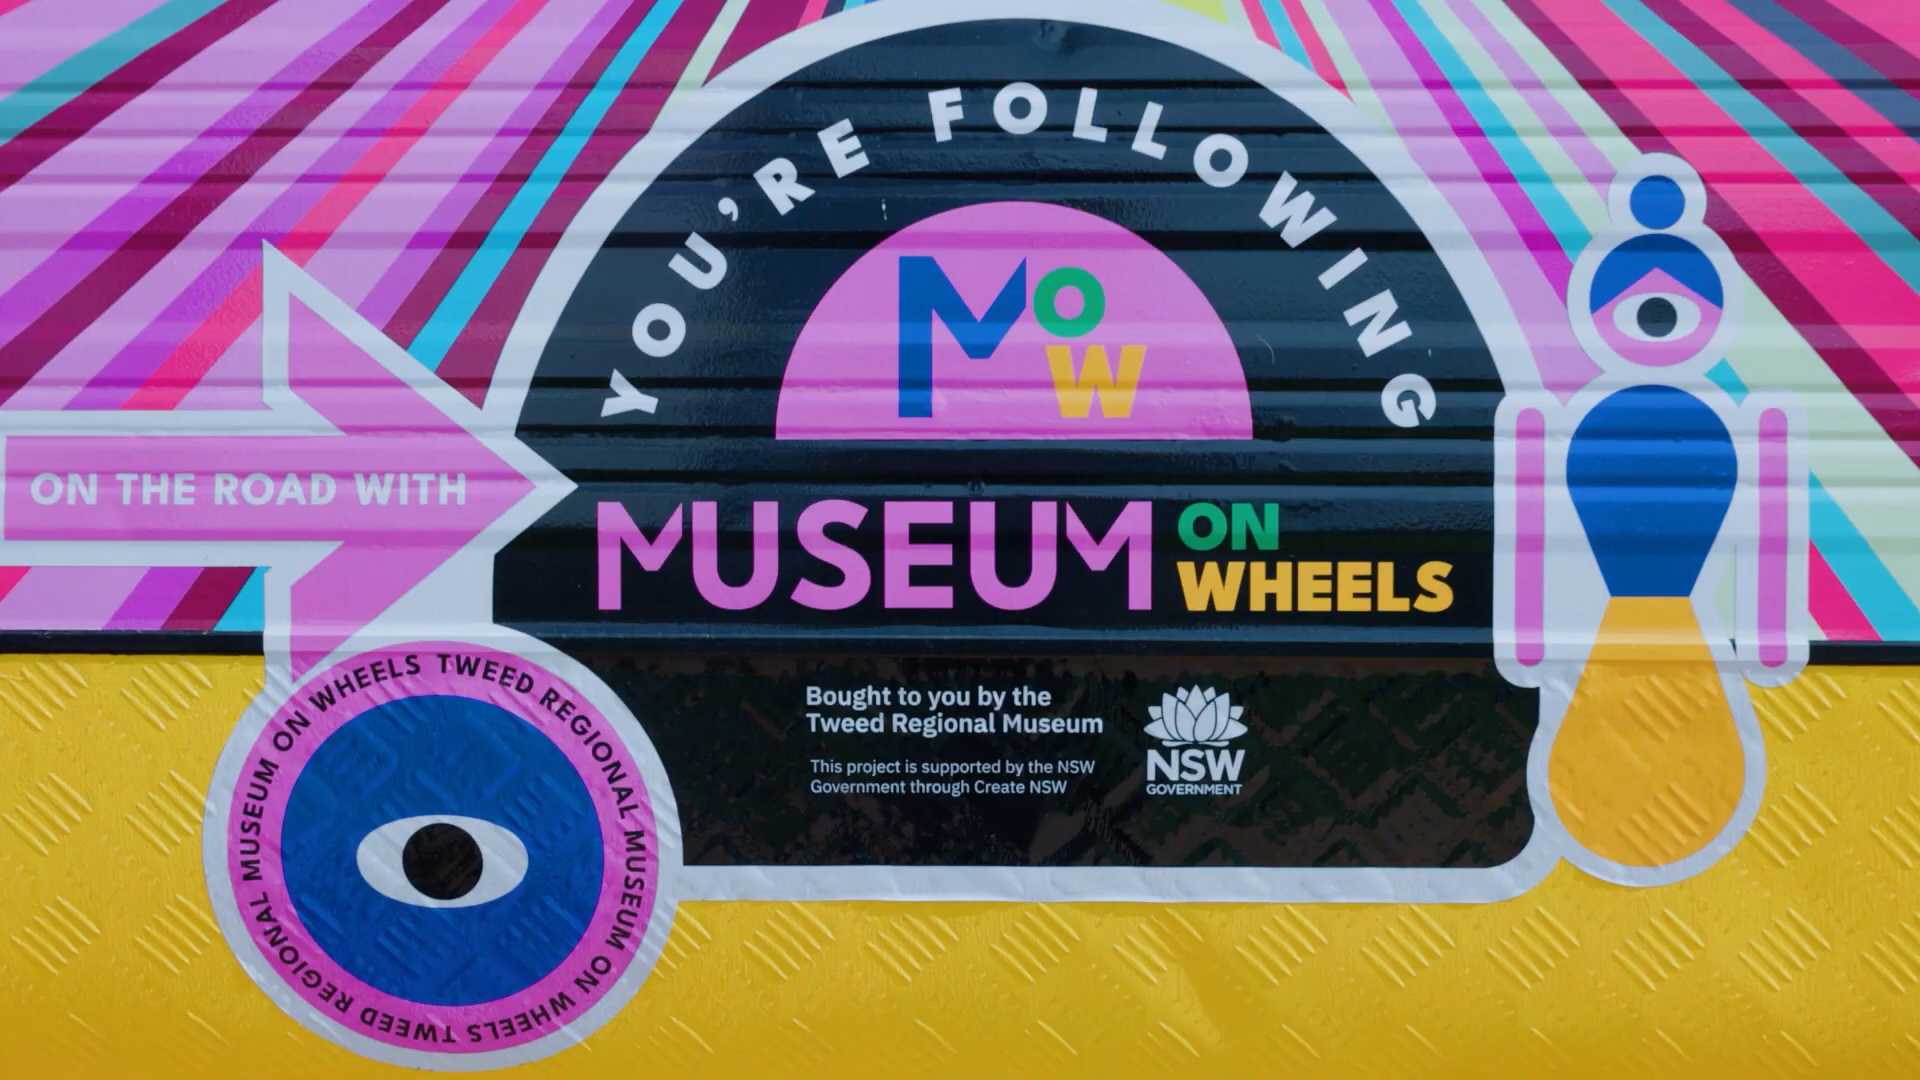 YOU'RE FOLLOWING
MOW
ON THE ROAD WITH
MUSEUM ON WHEELS
Bought to you by the
Tweed Regional Museum
This project is supported by the NSW
Government through Create NSW
NSW
GOVERNMENT
TWEED REGIONAL MUSEUM ON WHEELS TWEED REGIONAL MUSEUM ON WHEELS